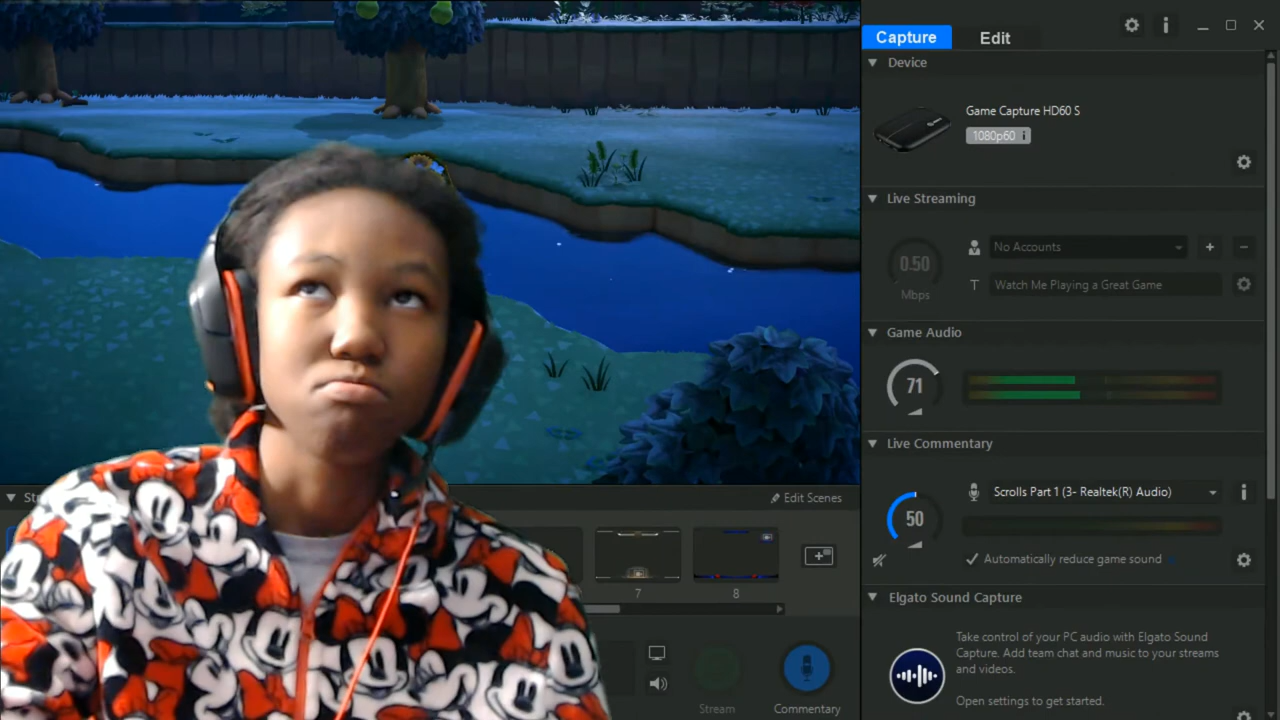 Capture Edit
Device
Game Capture HD60 S
1080p60 i
Live Streaming
No Accounts
0.50
Mbps
T Watch Me Playing a Great Game
Game Audio
71
Live Commentary
Scrolls Part 1 (3- Realtek(R) Audio)
50
Automatically reduce game sound
Elgato Sound Capture
Take control of your PC audio with Elgato Sound
Capture. Add team chat and music to your streams
and videos.
Open settings to get started.
Edit Scenes
7 8
Stream Commentary